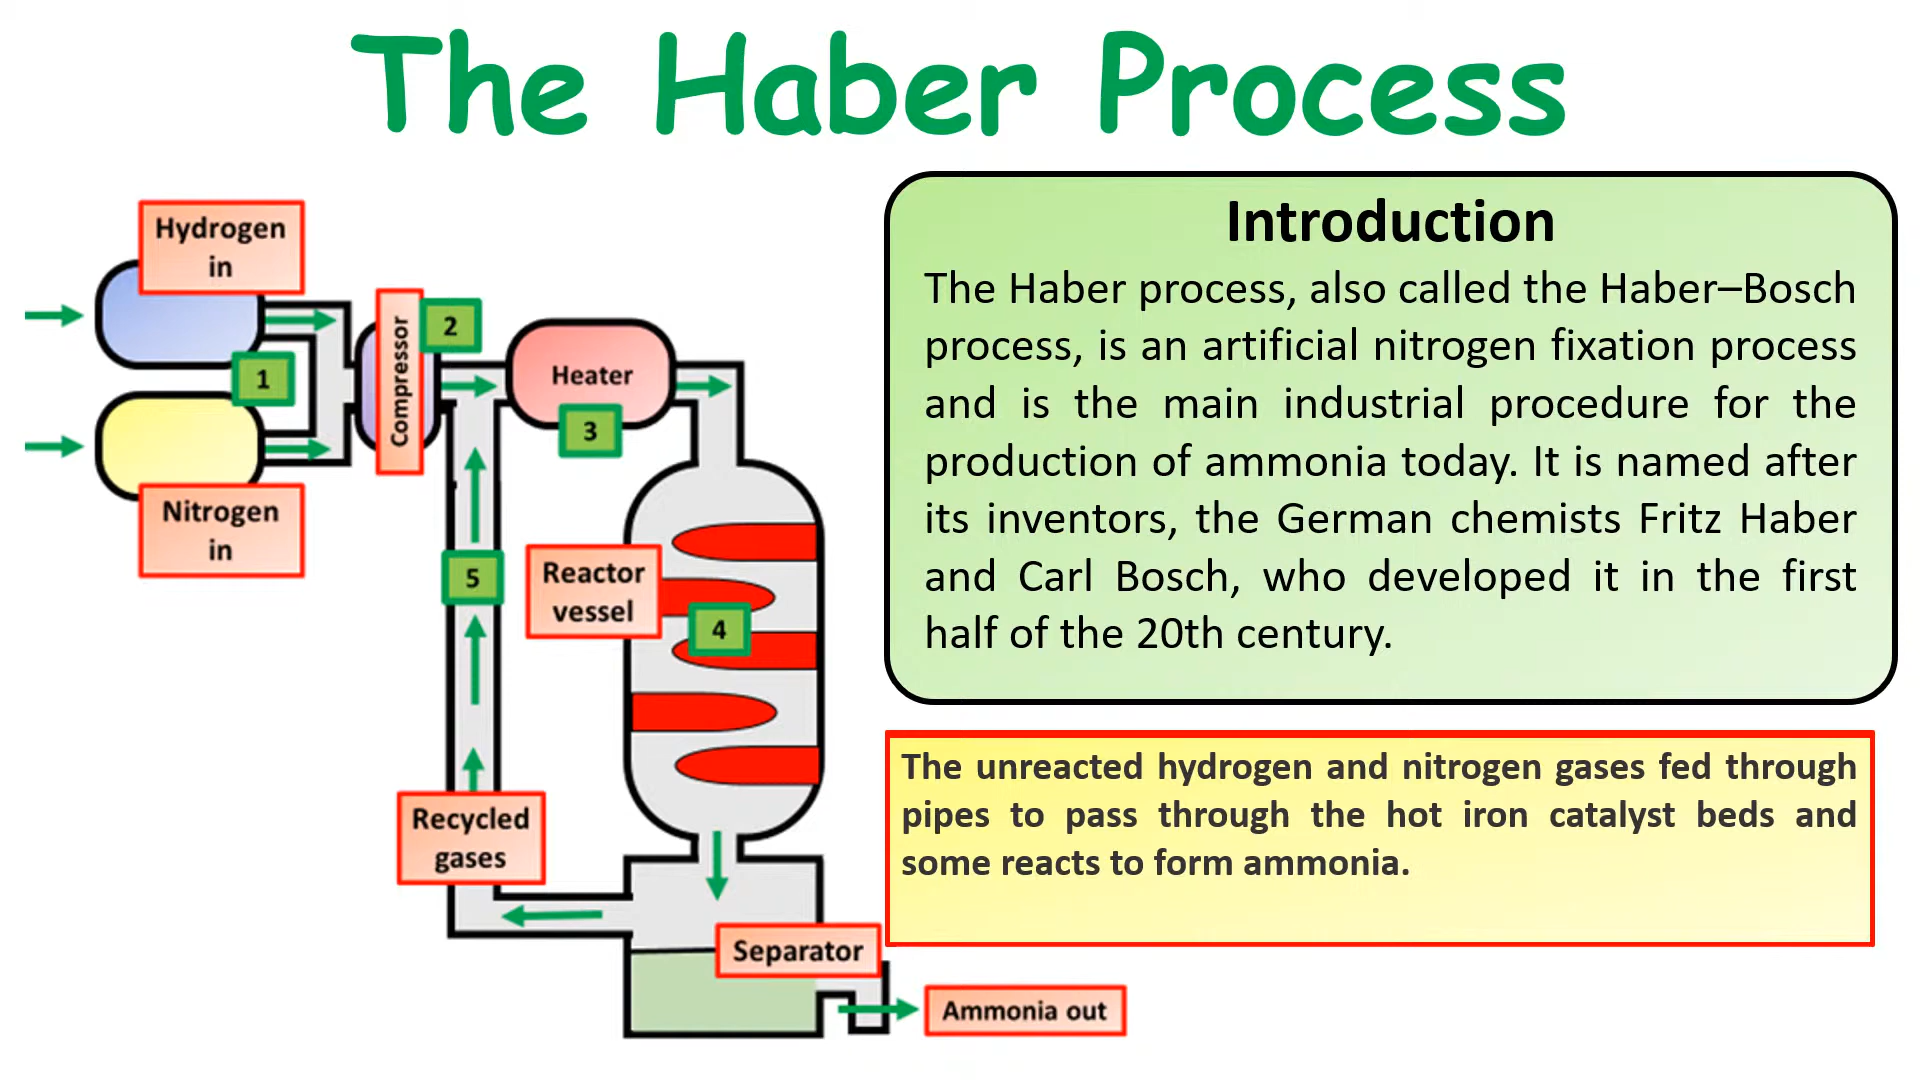 The Haber Process
Hydrogen
in
1
Nitrogen
in
Compressor
2
Heater
3
Reactor
vessel
4
5
Recycled
gases
Separator
Ammonia out
Introduction
The Haber process, also called the Haber–Bosch
process, is an artificial nitrogen fixation process
and is the main industrial procedure for the
production of ammonia today. It is named after
its inventors, the German chemists Fritz Haber
and Carl Bosch, who developed it in the first
half of the 20th century.
The unreacted hydrogen and nitrogen gases fed through
pipes to pass through the hot iron catalyst beds and
some reacts to form ammonia.